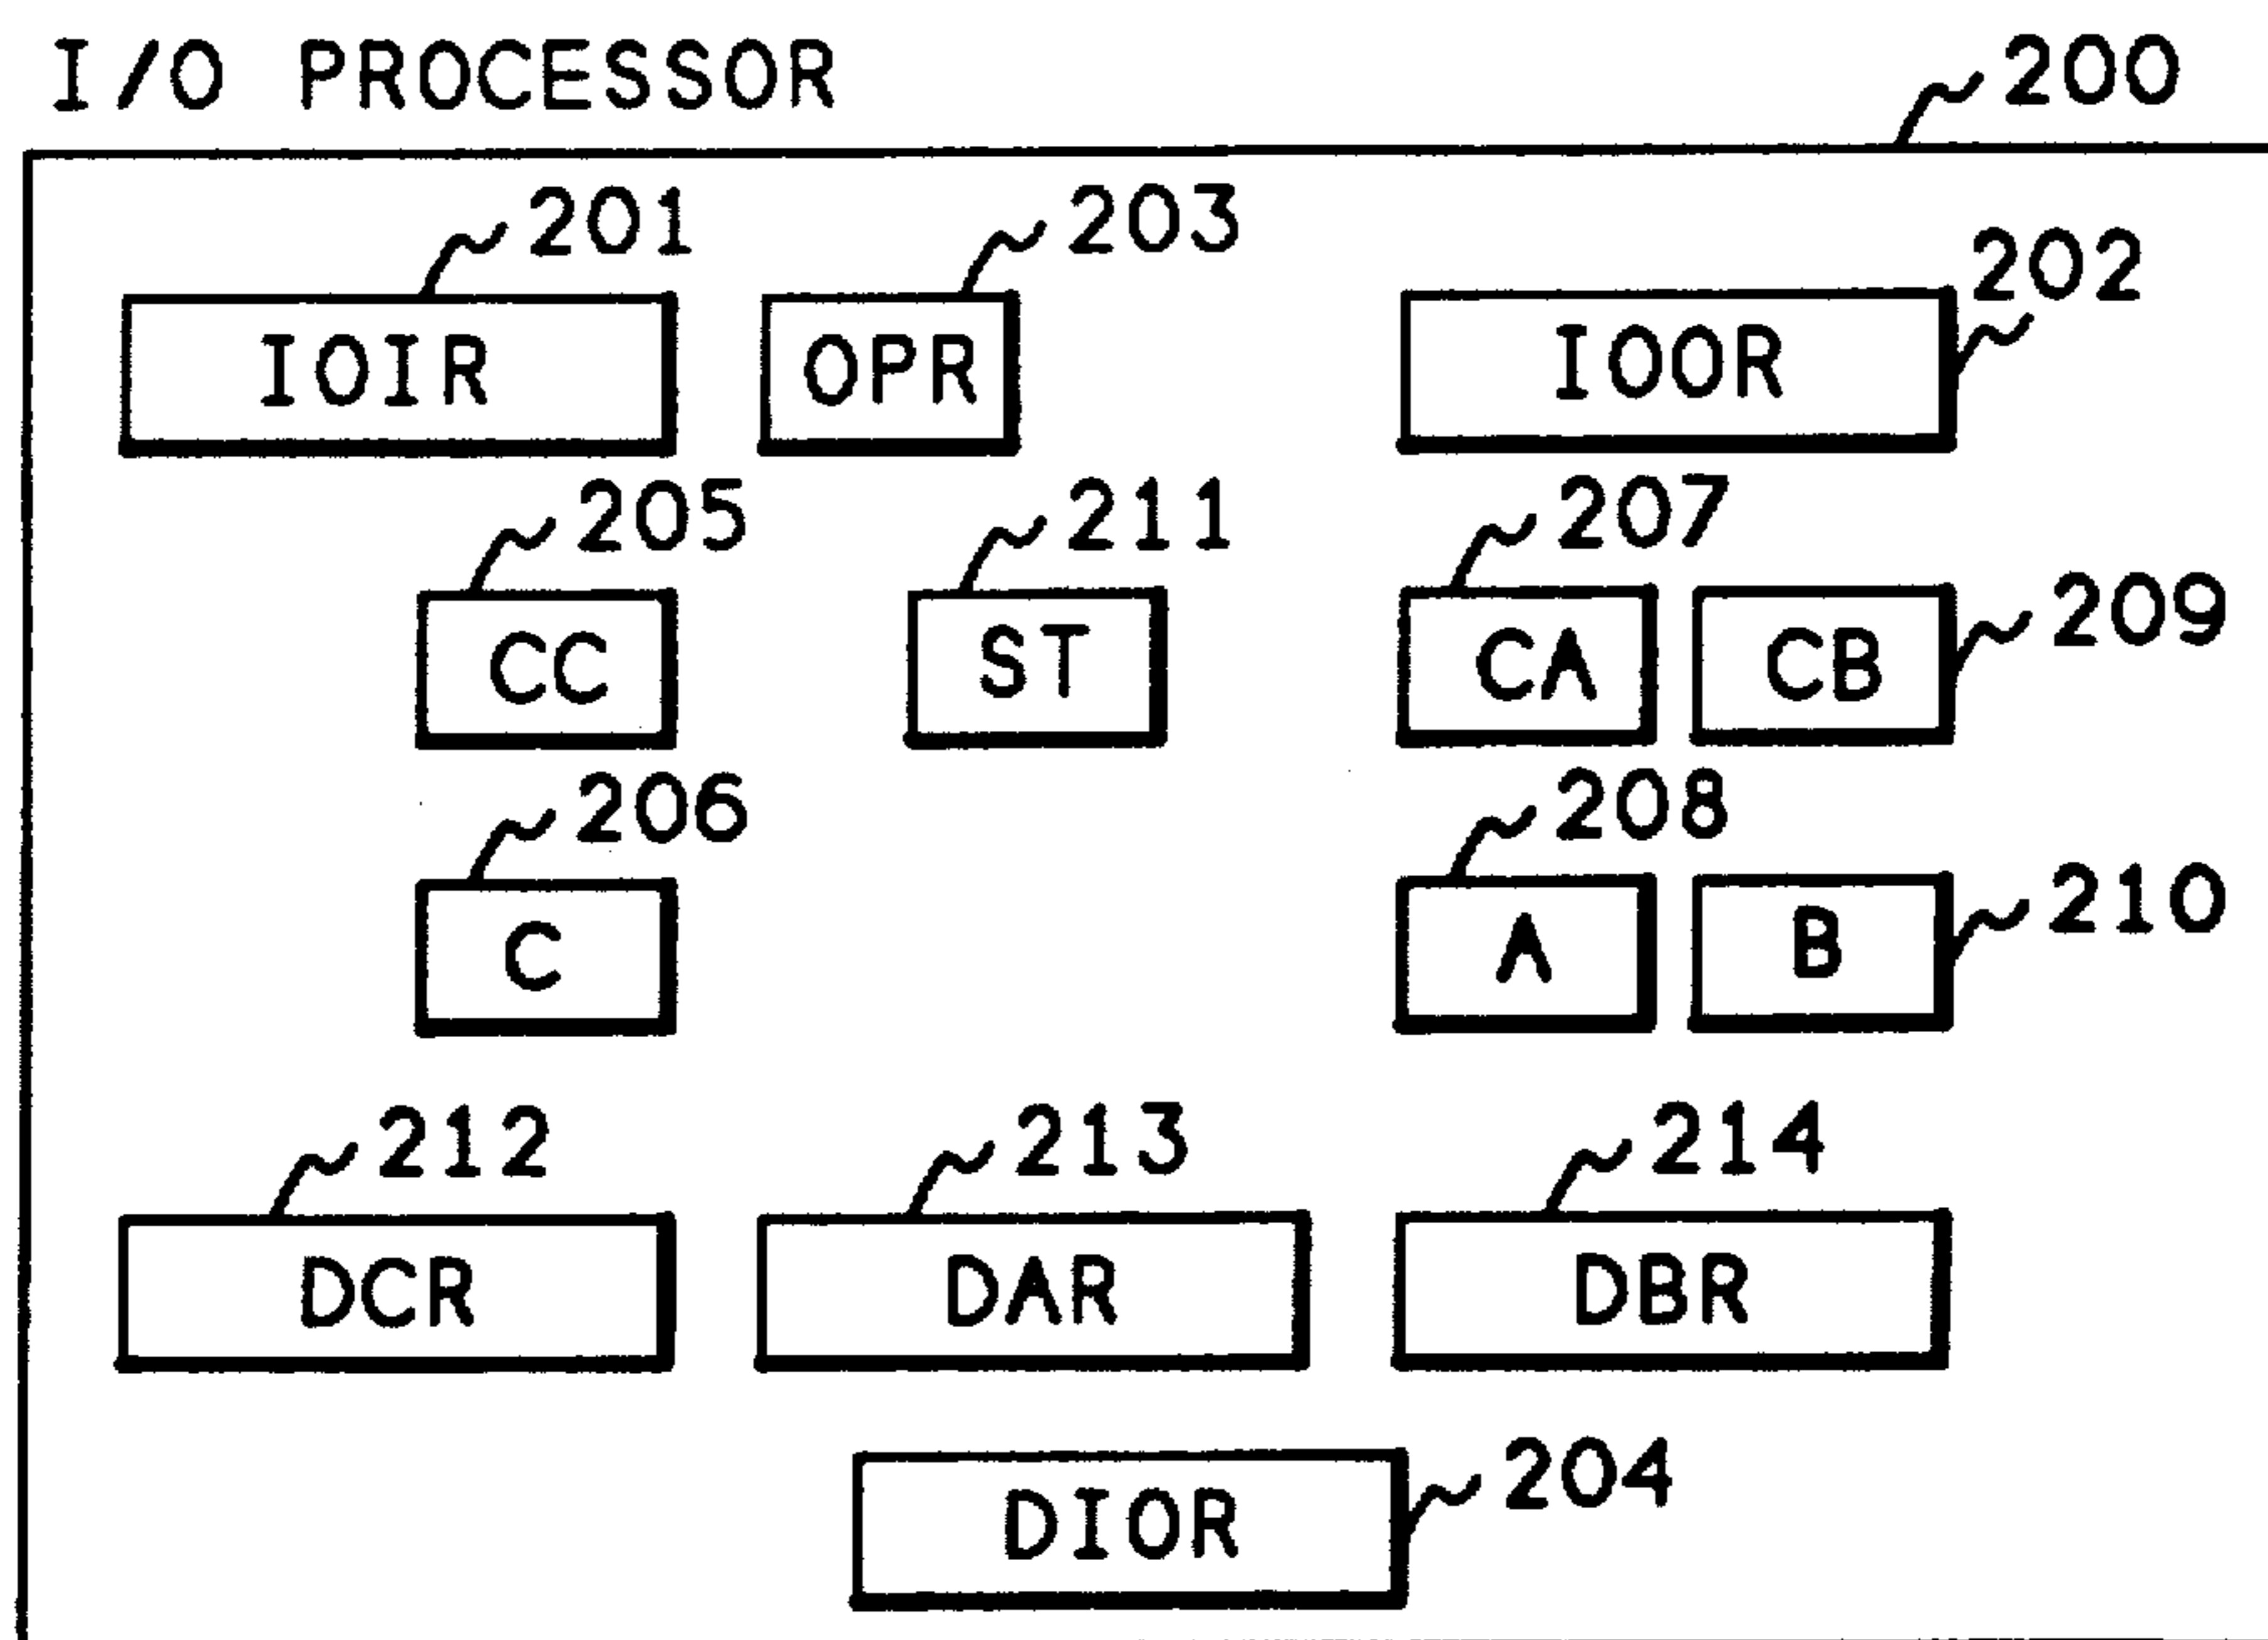 I/O PROCESSOR
200
201
203
202
IOIR
OPR
IOOR
205
211
207
209
CC
ST
CA
CB
206
208
210
C
A
B
212
213
214
DCR
DAR
DBR
204
DIOR